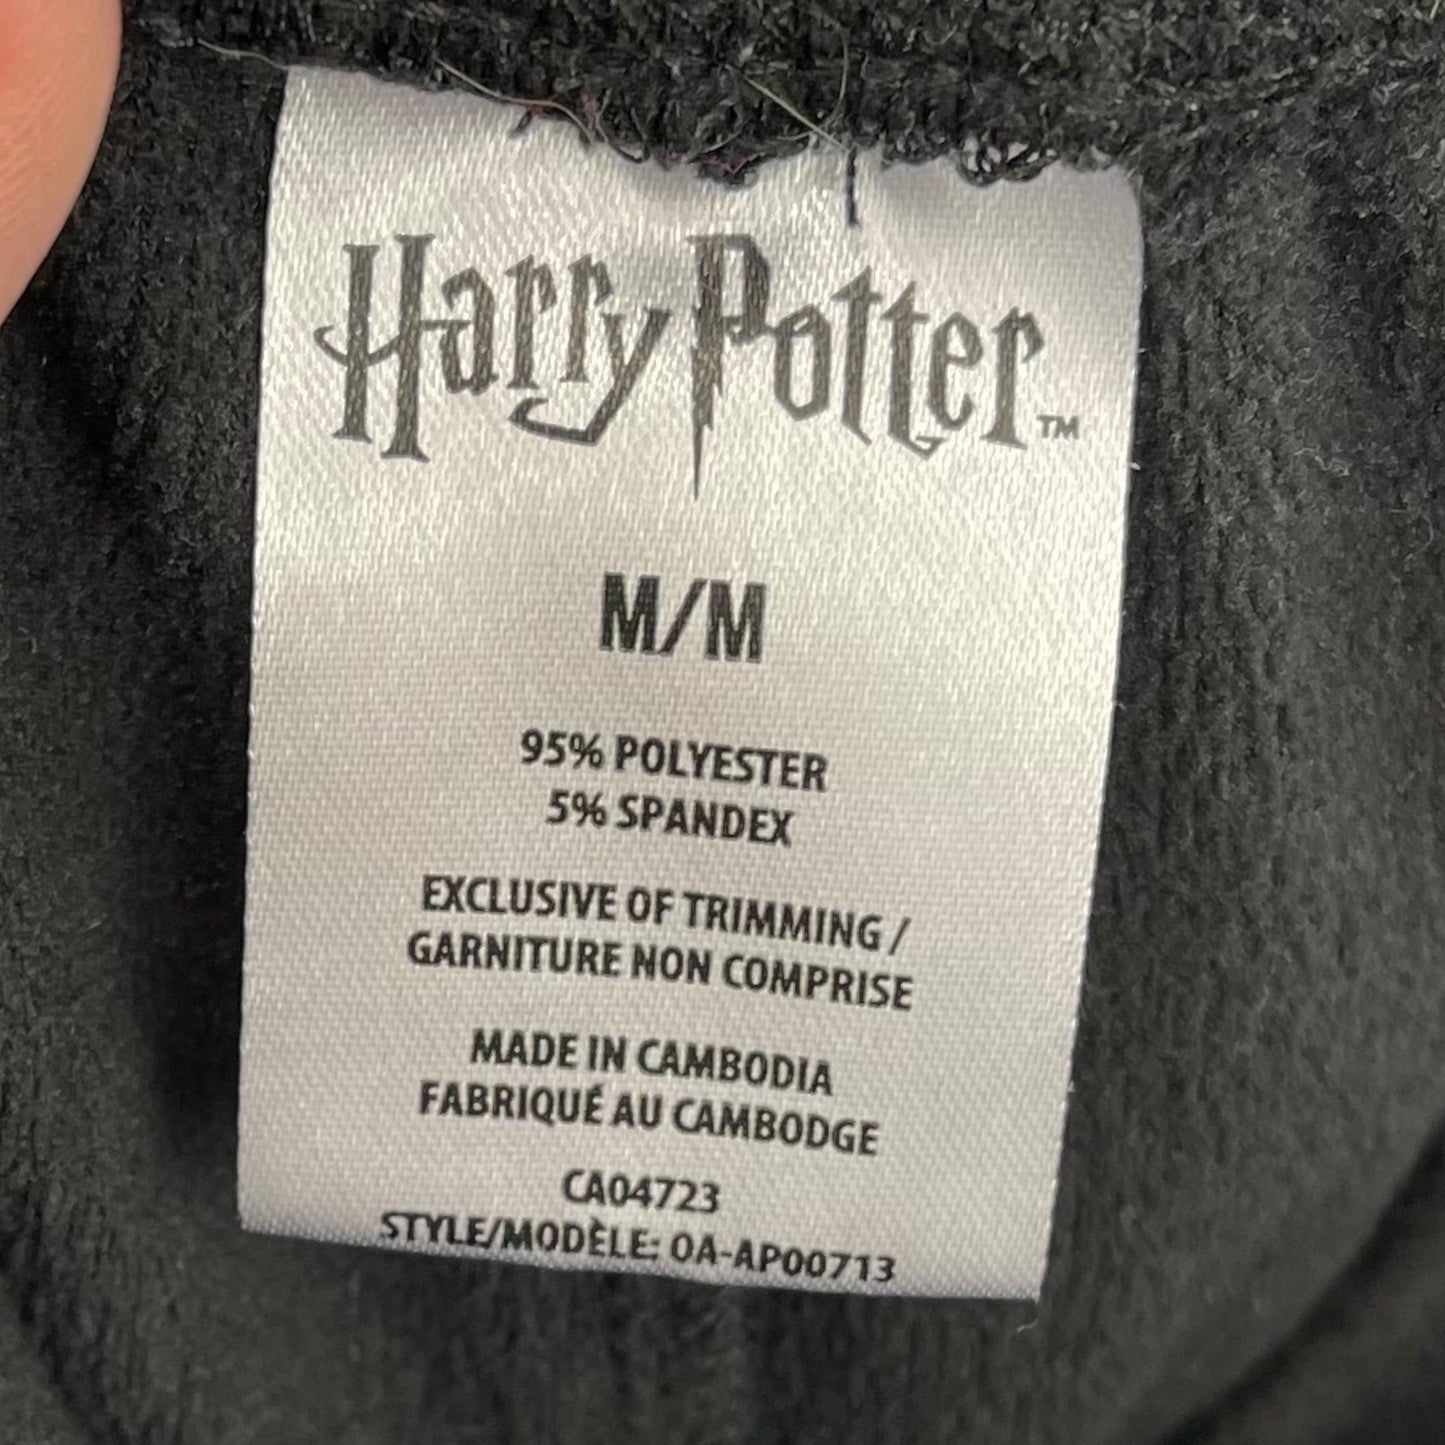 Harry Potter™
M/M
95% POLYESTER
5% SPANDEX
EXCLUSIVE OF TRIMMING /
GARNITURE NON COMPRISE
MADE IN CAMBODIA
FABRIQUÉ AU CAMBODGE
CA04723
STYLE/MODÈLE: OA-AP00713